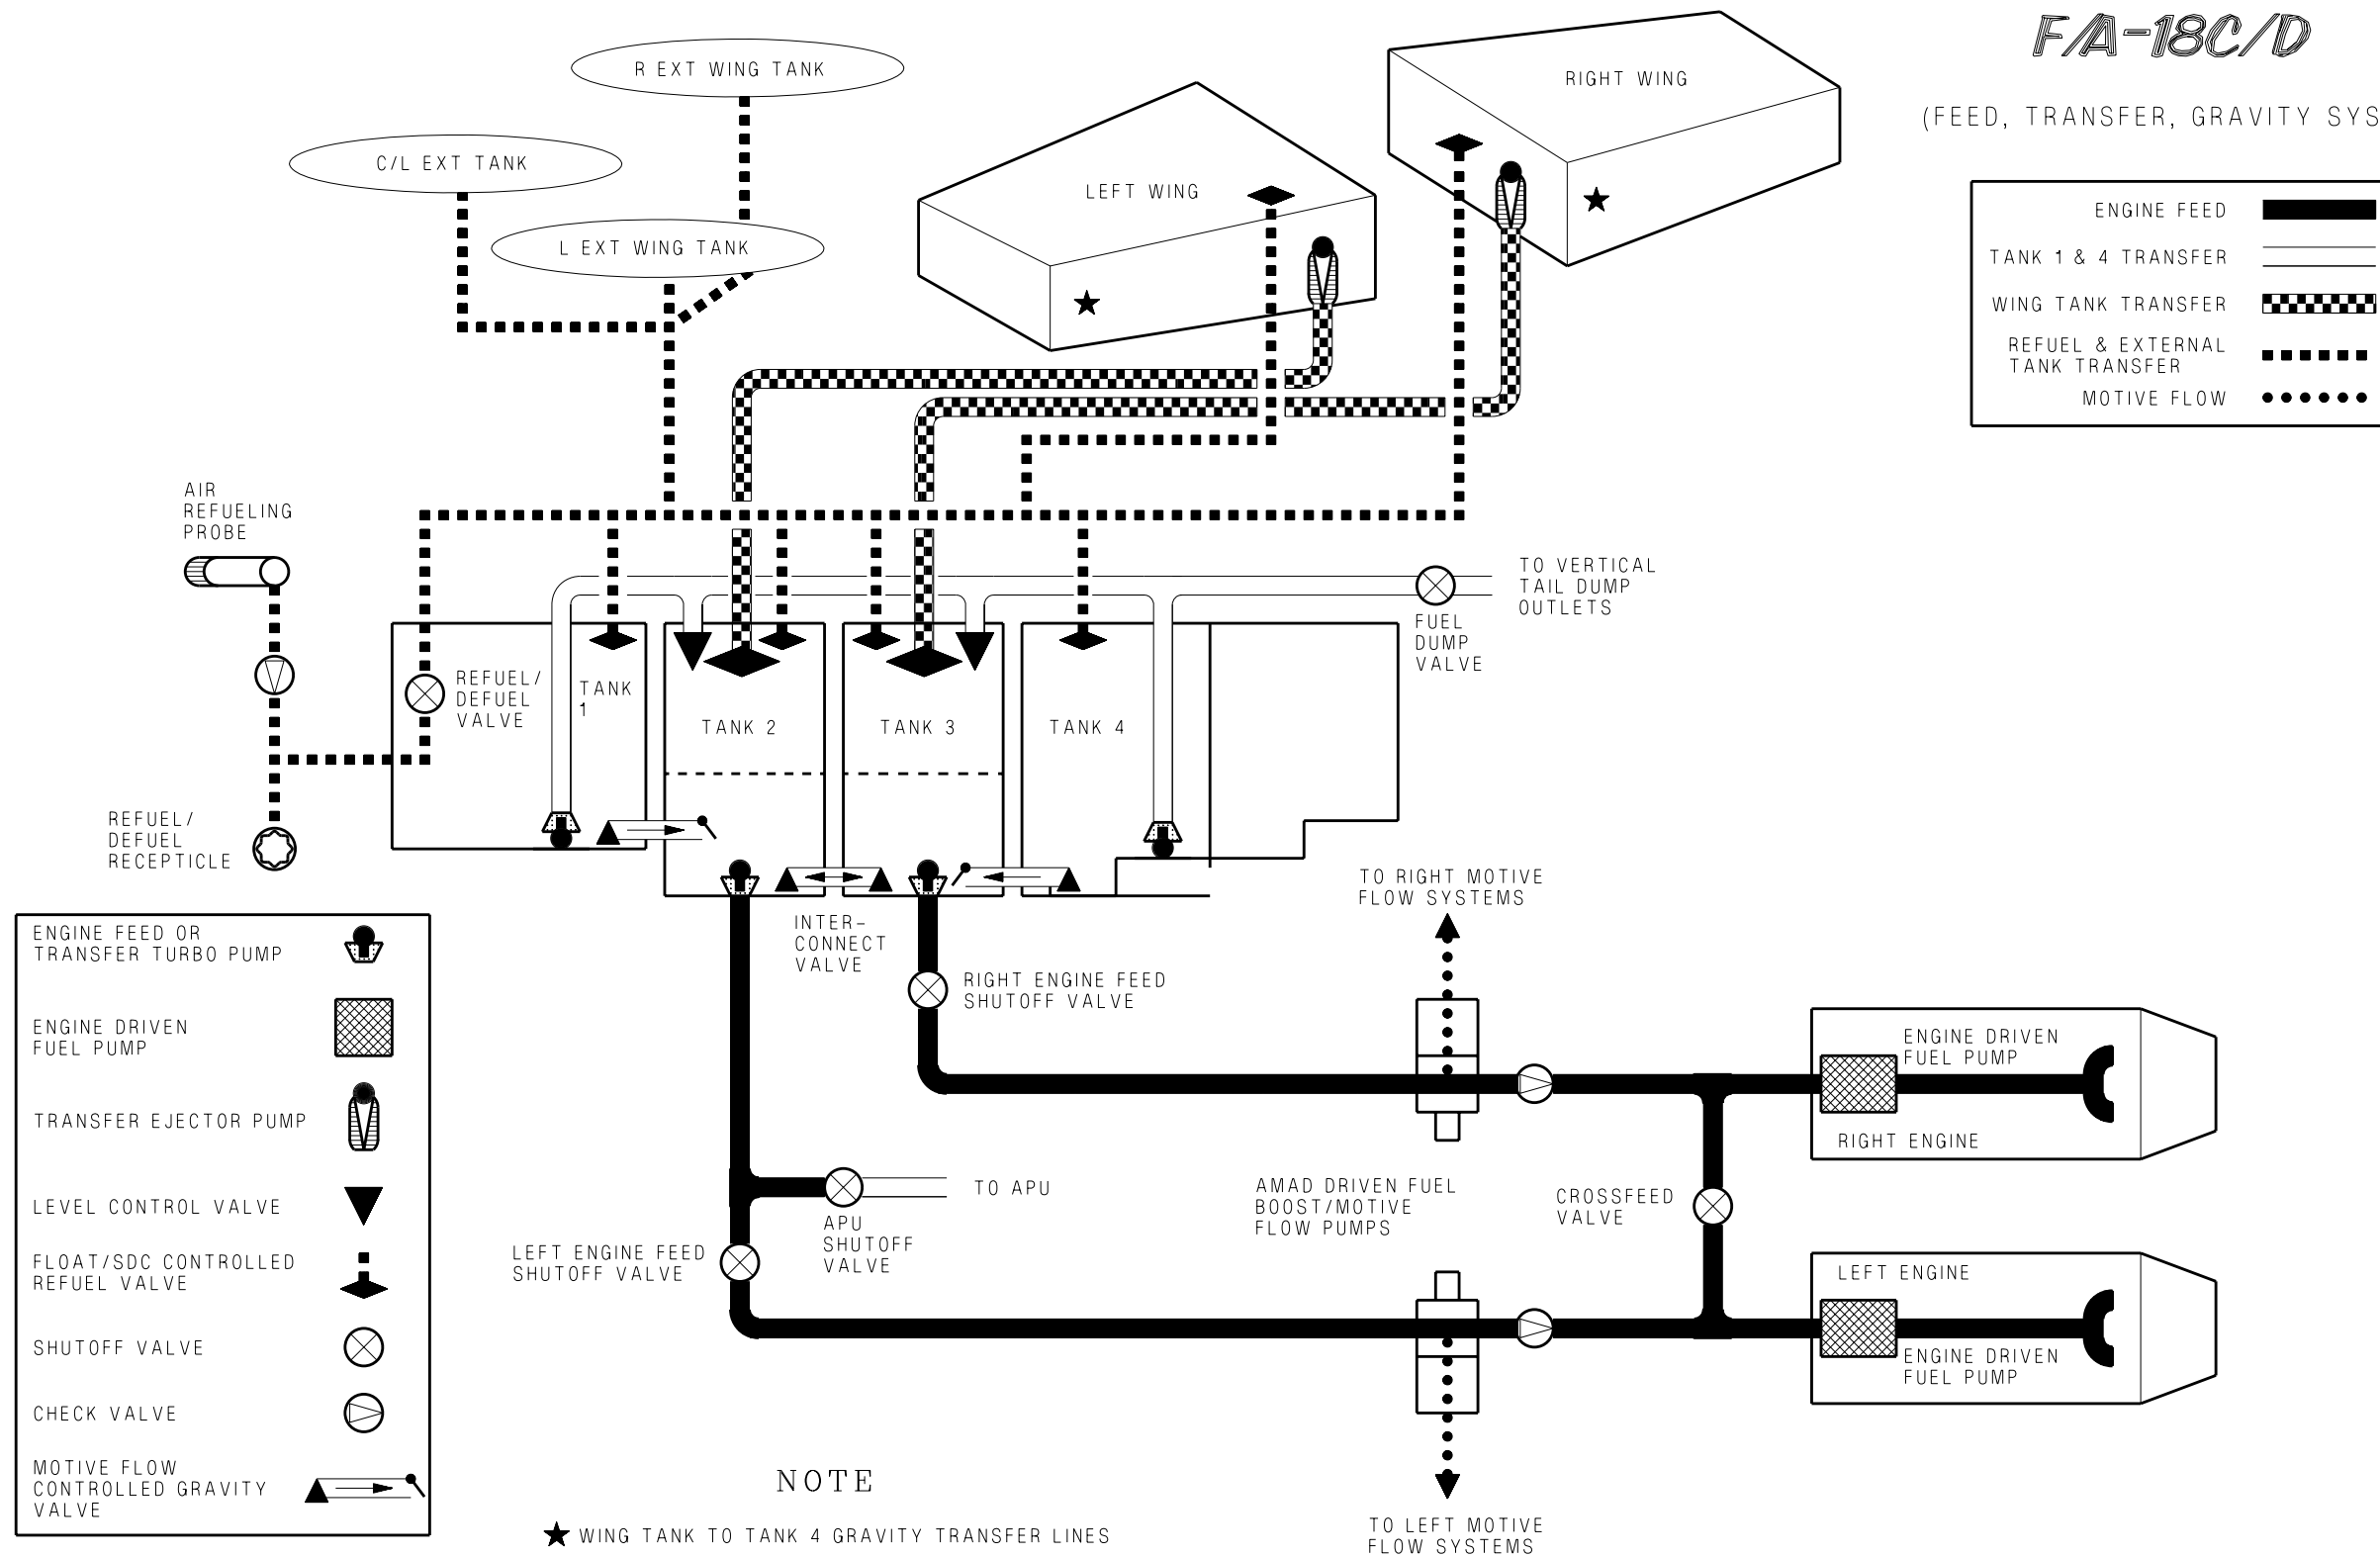 F/A-18C/D
(FEED, TRANSFER, GRAVITY SYS
ENGINE FEED
TANK 1 & 4 TRANSFER
WING TANK TRANSFER
REFUEL & EXTERNAL
TANK TRANSFER
MOTIVE FLOW
R EXT WING TANK
C/L EXT TANK
L EXT WING TANK
LEFT WING
RIGHT WING
AIR
REFUELING
PROBE
TO VERTICAL
TAIL DUMP
OUTLETS
FUEL
DUMP
VALVE
REFUEL/
DEFUEL
VALVE
TANK
1
TANK 2
TANK 3
TANK 4
REFUEL/
DEFUEL
RECEPTICLE
INTER-
CONNECT
VALVE
RIGHT ENGINE FEED
SHUTOFF VALVE
TO RIGHT MOTIVE
FLOW SYSTEMS
ENGINE DRIVEN
FUEL PUMP
RIGHT ENGINE
TO APU
APU
SHUTOFF
VALVE
LEFT ENGINE FEED
SHUTOFF VALVE
AMAD DRIVEN FUEL
BOOST/MOTIVE
FLOW PUMPS
CROSSFEED
VALVE
LEFT ENGINE
ENGINE DRIVEN
FUEL PUMP
TO LEFT MOTIVE
FLOW SYSTEMS
ENGINE FEED OR
TRANSFER TURBO PUMP
ENGINE DRIVEN
FUEL PUMP
TRANSFER EJECTOR PUMP
LEVEL CONTROL VALVE
FLOAT/SDC CONTROLLED
REFUEL VALVE
SHUTOFF VALVE
CHECK VALVE
MOTIVE FLOW
CONTROLLED GRAVITY
VALVE
NOTE
★ WING TANK TO TANK 4 GRAVITY TRANSFER LINES